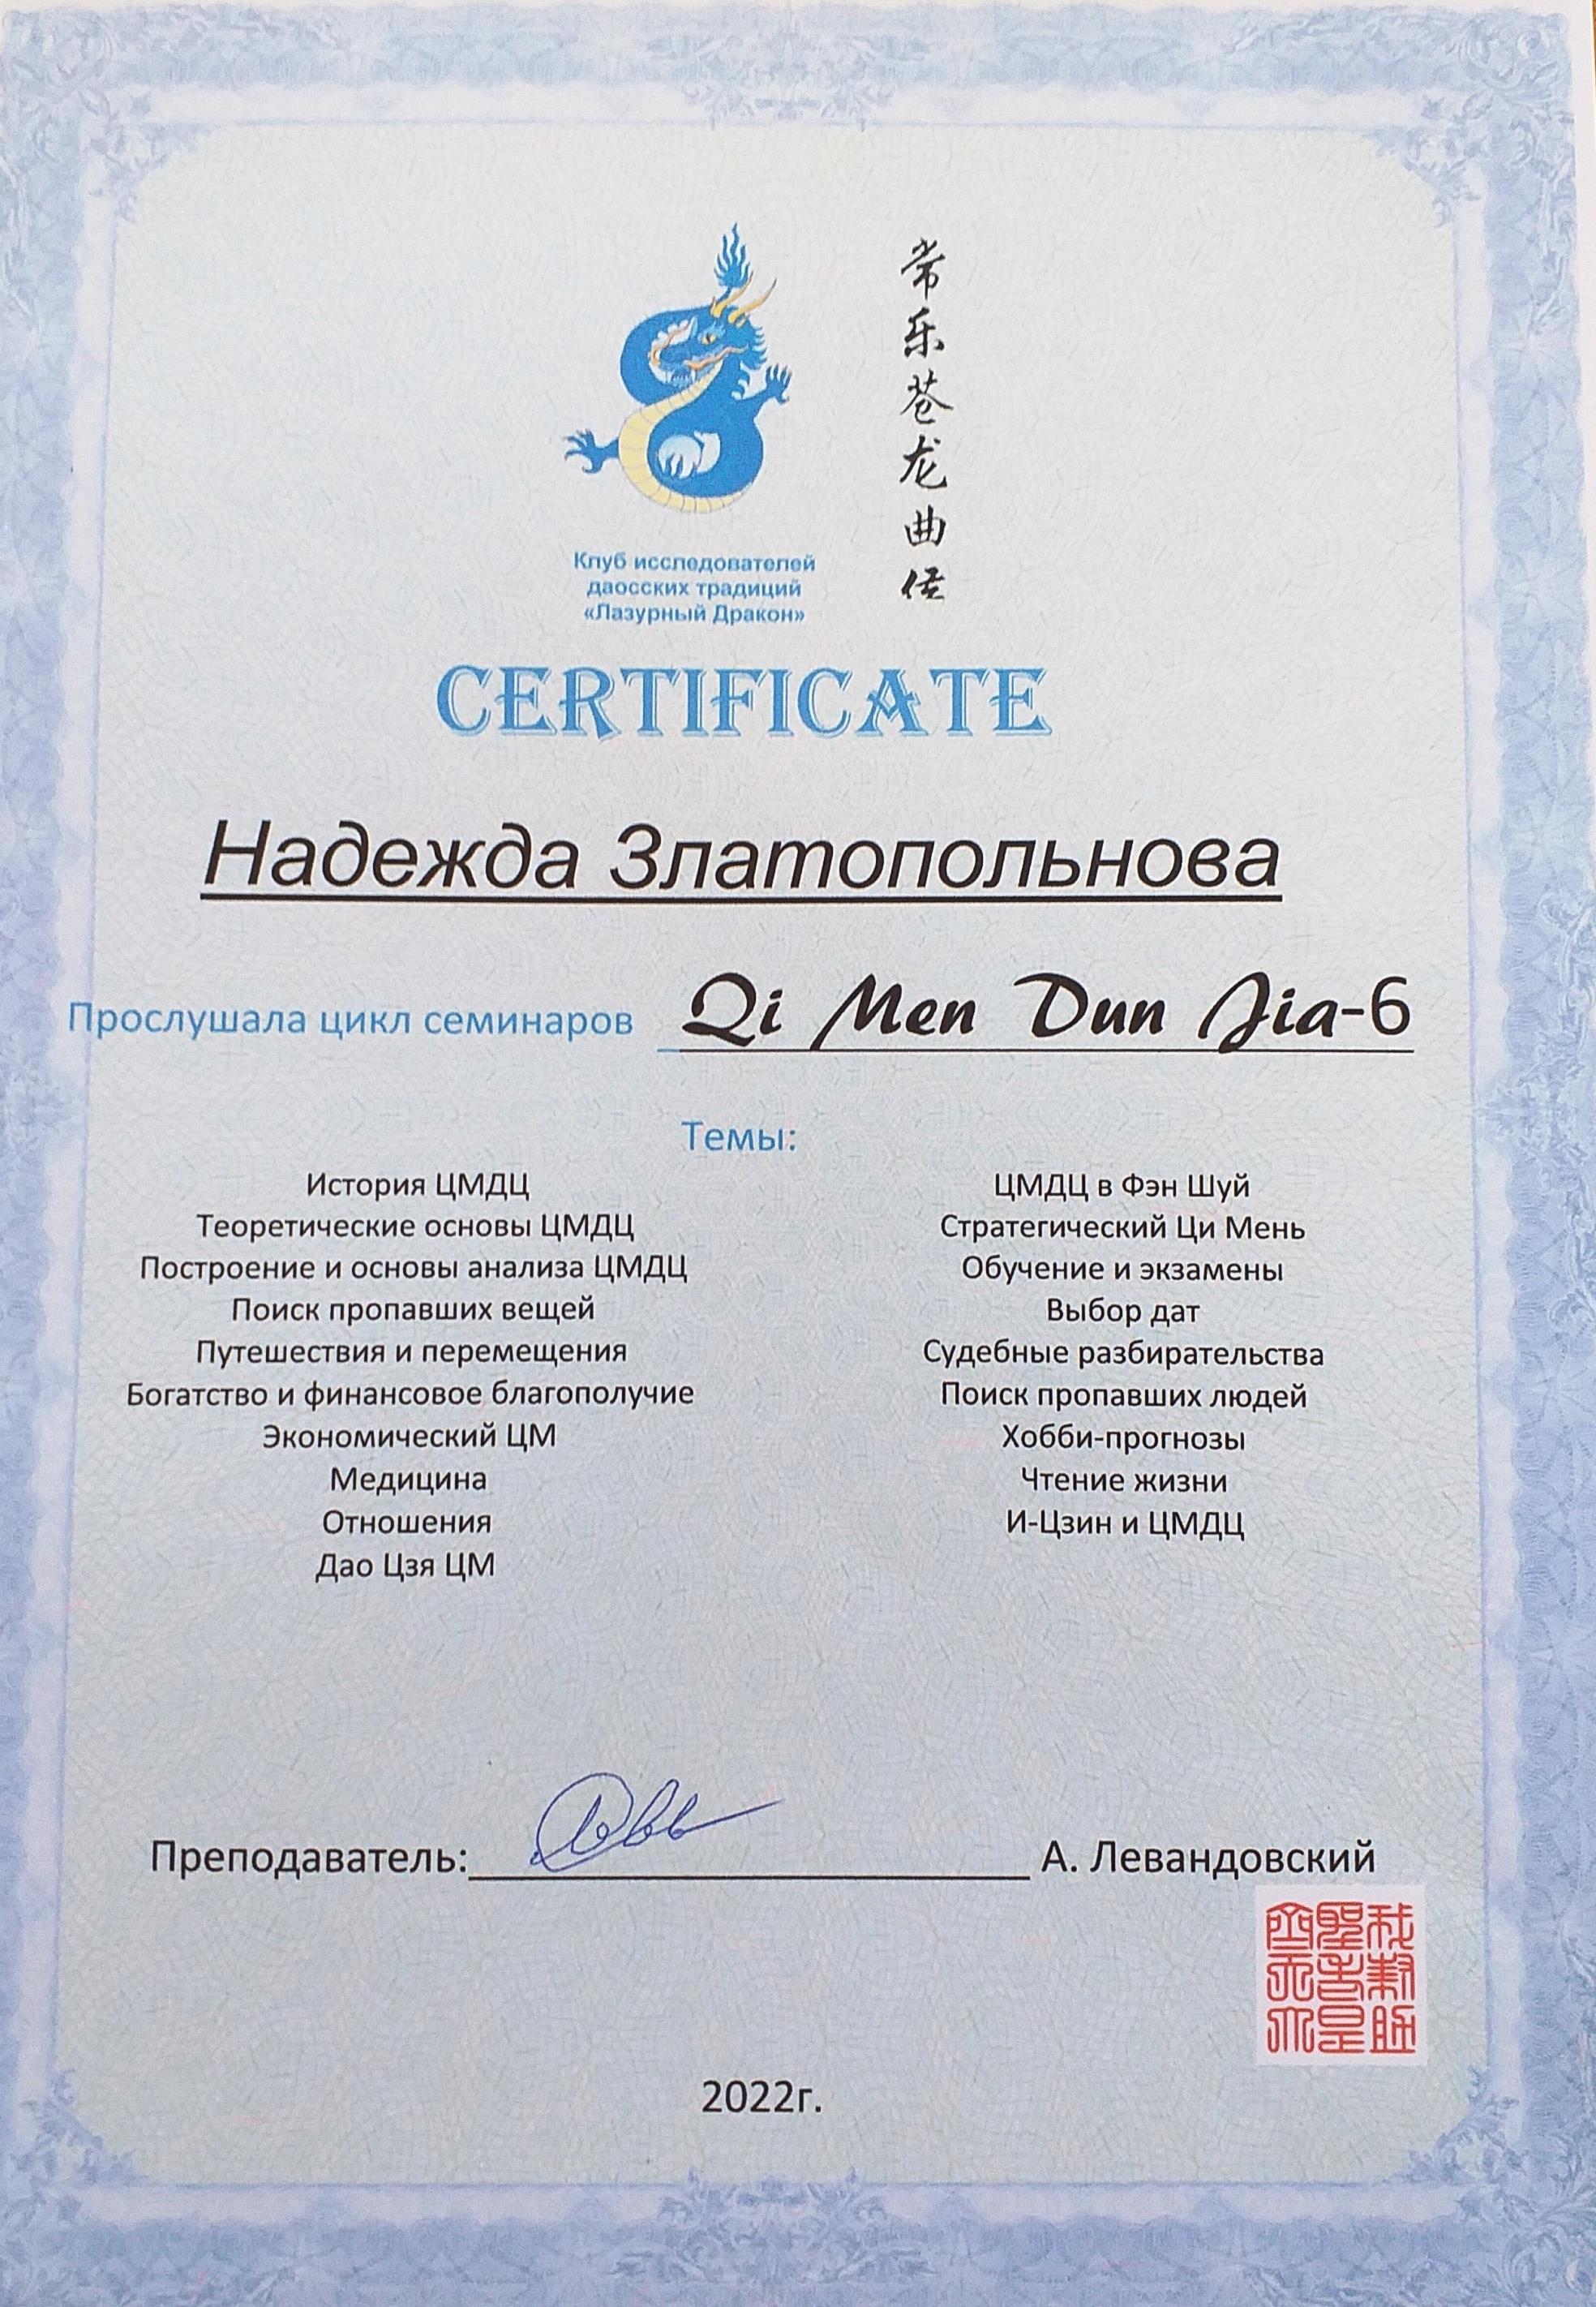 Клуб исследователей
даосских традиций
«Лазурный Дракон»
CERTIFICATE
Надежда Златопольнова
Прослушала цикл семинаров Qi Men Dun Jia-6
Темы:
История ЦМДЦ
Теоретические основы ЦМДЦ
Построение и основы анализа ЦМДЦ
Поиск пропавших вещей
Путешествия и перемещения
Богатство и финансовое благополучие
Экономический ЦМ
Медицина
Отношения
Дао Цзя ЦМ
ЦМДЦ в Фэн Шуй
Стратегический Ци Мень
Обучение и экзамены
Выбор дат
Судебные разбирательства
Поиск пропавших людей
Хобби-прогнозы
Чтение жизни
И-Цзин и ЦМДЦ
Преподаватель: А. Левандовский
2022г.